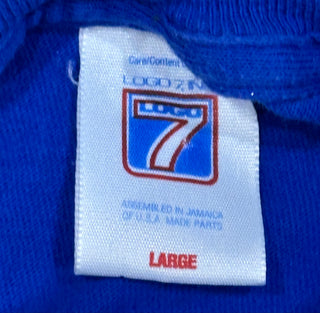 Care/Content
LOGO 7, IN
LOGO
7
ASSEMBLED IN JAMAICA
OF U.S.A. MADE PARTS
LARGE